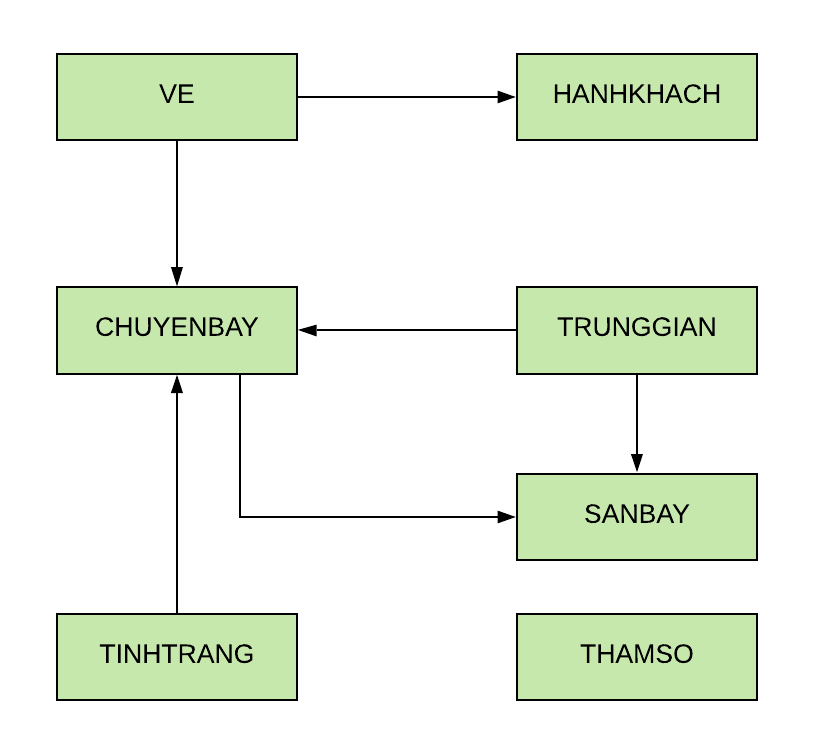 VE
HANHKHACH
CHUYENBAY
TRUNGGIAN
SANBAY
TINHTRANG
THAMSO